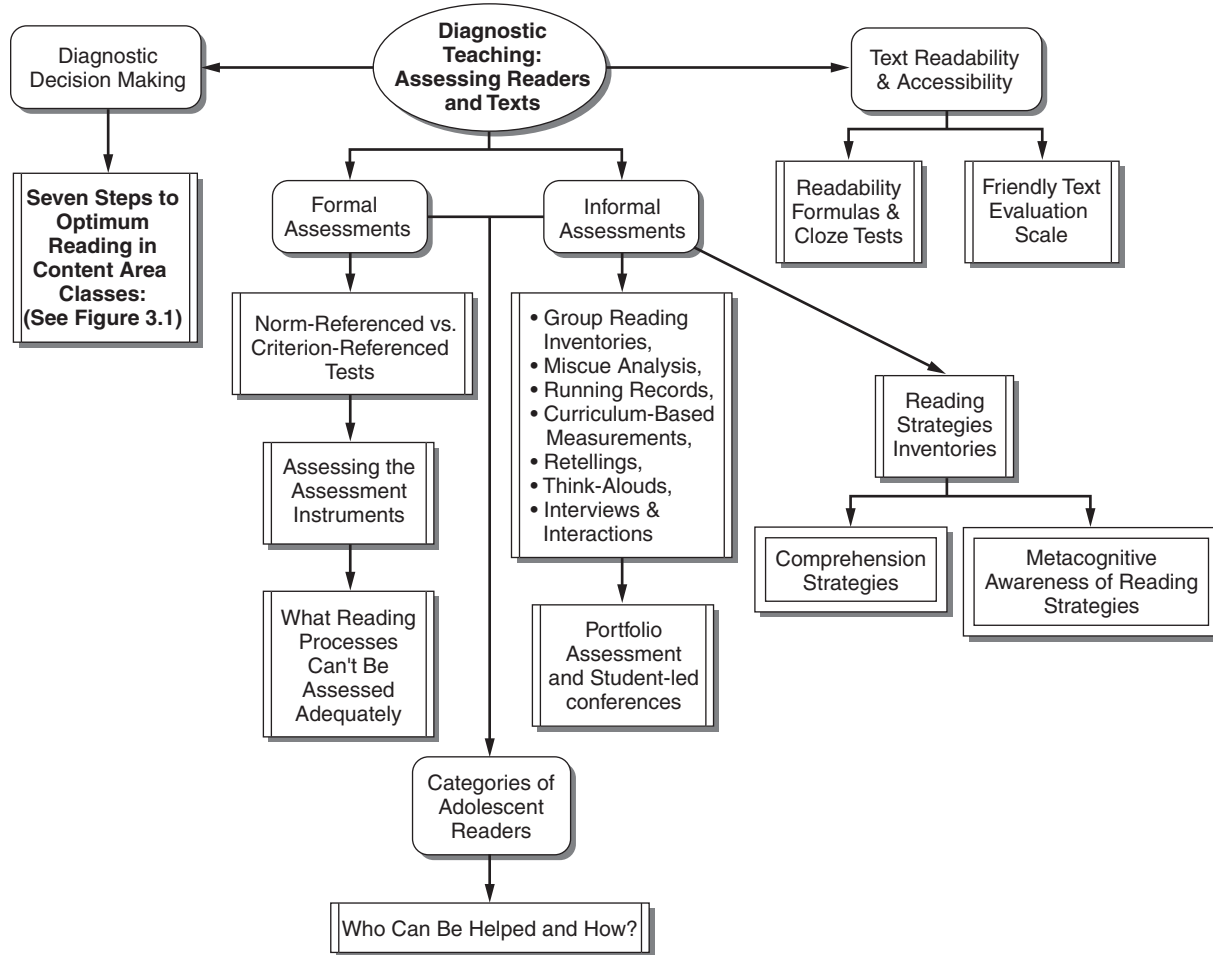 Diagnostic
Teaching:
Assessing Readers
and Texts
Diagnostic
Decision Making
Text Readability
& Accessibility
Seven Steps to
Optimum
Reading in
Content Area
Classes:
(See Figure 3.1)
Formal
Assessments
Informal
Assessments
Readability
Formulas &
Cloze Tests
Friendly Text
Evaluation
Scale
Norm-Referenced vs.
Criterion-Referenced
Tests
• Group Reading
Inventories,
• Miscue Analysis,
• Running Records,
• Curriculum-Based
Measurements,
• Retellings,
• Think-Alouds,
• Interviews &
Interactions
Reading
Strategies
Inventories
Assessing the
Assessment
Instruments
Comprehension
Strategies
Metacognitive
Awareness of Reading
Strategies
What Reading
Processes
Can't Be
Assessed
Adequately
Portfolio
Assessment
and Student-led
conferences
Categories of
Adolescent
Readers
Who Can Be Helped and How?